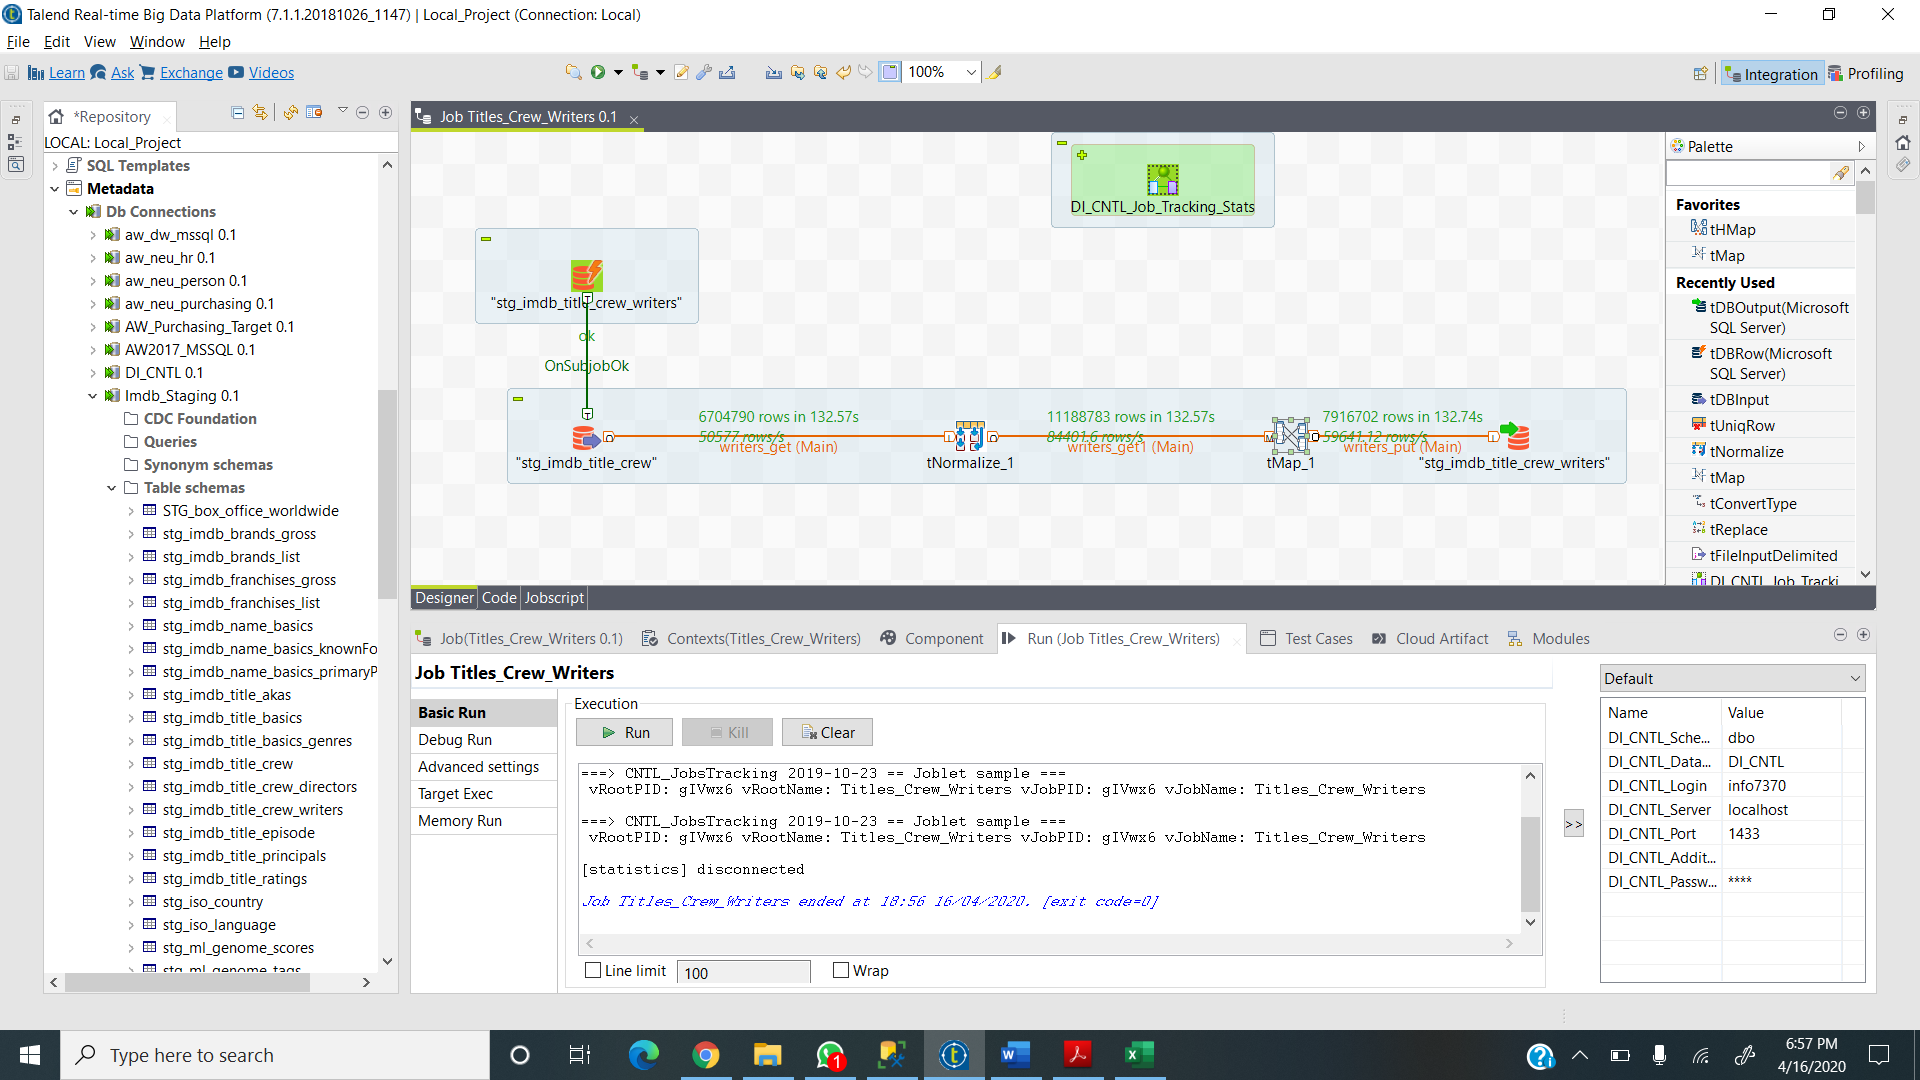 Talend Real-time Big Data Platform (7.1.1.20181026_1147) | Local_Project (Connection: Local)
File Edit View Window Help
Learn Ask Exchange Videos
100%
Integration Profiling
*Repository
LOCAL: Local_Project
SQL Templates
Metadata
Db Connections
aw_dw_mssql 0.1
aw_neu_hr 0.1
aw_neu_person 0.1
aw_neu_purchasing 0.1
AW_Purchasing_Target 0.1
AW2017_MSSQL 0.1
DI_CNTL 0.1
Imdb_Staging 0.1
CDC Foundation
Queries
Synonym schemas
Table schemas
STG_box_office_worldwide
stg_imdb_brands_gross
stg_imdb_brands_list
stg_imdb_franchises_gross
stg_imdb_franchises_list
stg_imdb_name_basics
stg_imdb_name_basics_knownFo
stg_imdb_name_basics_primaryP
stg_imdb_title_akas
stg_imdb_title_basics
stg_imdb_title_basics_genres
stg_imdb_title_crew
stg_imdb_title_crew_directors
stg_imdb_title_crew_writers
stg_imdb_title_episode
stg_imdb_title_principals
stg_imdb_title_ratings
stg_iso_country
stg_iso_language
stg_ml_genome_scores
stg_ml_genome_tags
Job Titles_Crew_Writers 0.1
DI_CNTL_Job_Tracking_Stats
"stg_imdb_title_crew_writers"
ok
OnSubjobOk
6704790 rows in 132.57s
50577 rows/s
writers_get (Main)
"stg_imdb_title_crew"
tNormalize_1
11188783 rows in 132.57s
84401.6 rows/s
writers_get1 (Main)
tMap_1
7916702 rows in 132.74s
59641.12 rows/s
writers_put (Main)
"stg_imdb_title_crew_writers"
Palette
Favorites
tHMap
tMap
Recently Used
tDBOutput(Microsoft
SQL Server)
tDBRow(Microsoft
SQL Server)
tDBInput
tUniqRow
tNormalize
tMap
tConvertType
tReplace
tFileInputDelimited
DI_CNTL_Job_Tracki
Designer Code Jobscript
Job(Titles_Crew_Writers 0.1) Contexts(Titles_Crew_Writers) Component Run (Job Titles_Crew_Writers) Test Cases Cloud Artifact Modules
Job Titles_Crew_Writers
Basic Run
Debug Run
Advanced settings
Target Exec
Memory Run
Execution
Run Kill Clear
===> CNTL_JobsTracking 2019-10-23 == Joblet sample ===
vRootPID: gIVwx6 vRootName: Titles_Crew_Writers vJobPID: gIVwx6 vJobName: Titles_Crew_Writers
===> CNTL_JobsTracking 2019-10-23 == Joblet sample ===
vRootPID: gIVwx6 vRootName: Titles_Crew_Writers vJobPID: gIVwx6 vJobName: Titles_Crew_Writers
[statistics] disconnected
Job Titles_Crew_Writers ended at 18:56 16/04/2020. [exit code=0]
Line limit 100 Wrap
>>
Default
Name Value
DI_CNTL_Sche... dbo
DI_CNTL_Data... DI_CNTL
DI_CNTL_Login info7370
DI_CNTL_Server localhost
DI_CNTL_Port 1433
DI_CNTL_Addit...
DI_CNTL_Passw... ****
Type here to search
1
6:57 PM
4/16/2020